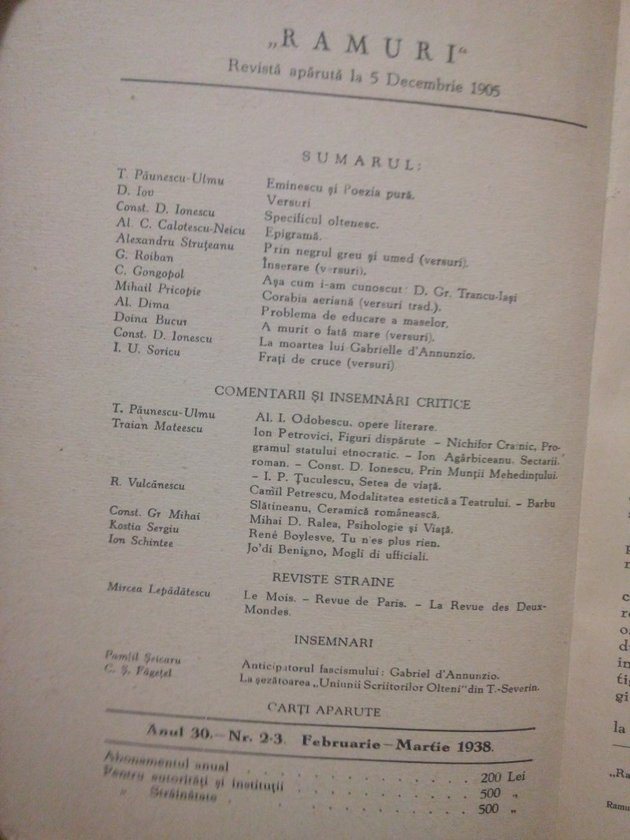 „RAMURI“
Revistă apărută la 5 Decembrie 1905
SUMARUL:
T. Păunescu-Ulmu Eminescu și Poezia pură.
D. Iov Versuri
Const. D. Ionescu Specificul oltenesc.
Al. C. Calotescu-Neicu Epigramă.
Alexandru Struțeanu Prin negrul greu și umed (versuri).
G. Roiban Înserare (versuri).
C. Gongopol Așa cum i-am cunoscut: D. Gr. Trancu-Iași
Mihail Pricopie Corabia aeriană (versuri trad.).
Al. Dima Problema de educare a maselor.
Doina Bucur A murit o fată mare (versuri).
Const. D. Ionescu La moartea lui Gabrielle d'Annunzio.
I. U. Soricu Frați de cruce (versuri)
COMENTARII ȘI INSEMNĂRI CRITICE
T. Păunescu-Ulmu Al. I. Odobescu, opere literare.
Traian Mateescu Ion Petrovici, Figuri dispărute – Nichifor Crainic, Pro-
gramul statului etnocratic. – Ion Agârbiceanu. Sectarii,
roman. – Const. D. Ionescu, Prin Munții Mehedințului.
– I. P. Țuculescu, Setea de viață.
R. Vulcănescu Camil Petrescu, Modalitatea estetică a Teatrului. – Barbu
Slătineanu, Ceramică românească.
Const. Gr Mihai Mihai D. Ralea, Psihologie și Viață.
Kostia Sergiu René Boylesve, Tu n'es plus rien.
Ion Schintee Jo'di Benigno, Mogli di ufficiali.
REVISTE STRAINE
Mircea Lepădătescu Le Mois. – Revue de Paris. – La Revue des Deux-
Mondes.
INSEMNARI
Pamfil Șeicaru Anticipatorul fascismului: Gabriel d'Annunzio.
C. Ș. Făgețel La șezătoarea „Uniunii Scriitorilor Olteni“ din T.-Severin.
CARȚI APARUTE
Anul 30.–Nr. 2-3. Februarie–Martie 1938.
Abonamentul anual . . . . . . . 200 Lei
Pentru autorități și instituții . . . . . . 500 „
„ Străinătate . . . . . . . 500 „
la
„Ra
Ramu